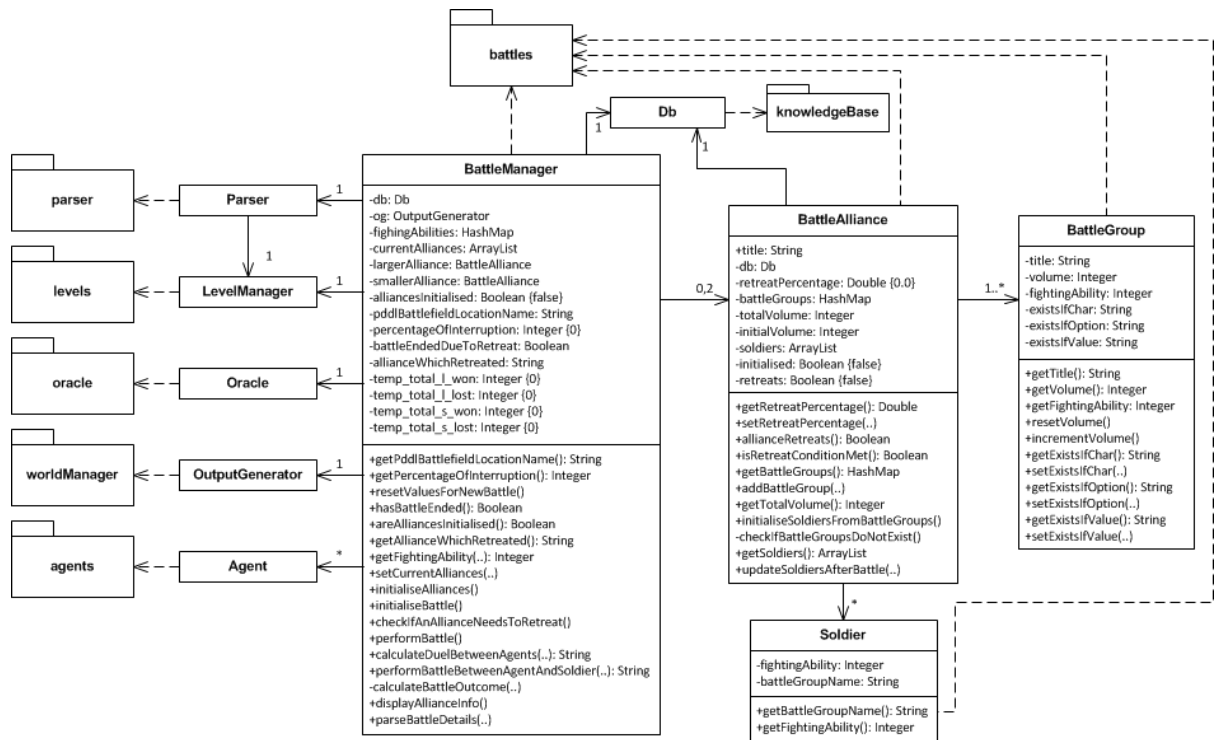 battles
Db
knowledgeBase
1
1
parser
Parser
1
levels
LevelManager
1
1
oracle
Oracle
1
worldManager
OutputGenerator
1
agents
Agent
*
BattleManager
-db: Db
-og: OutputGenerator
-fighingAbilities: HashMap
-currentAlliances: ArrayList
-largerAlliance: BattleAlliance
-smallerAlliance: BattleAlliance
-alliancesInitialised: Boolean {false}
-pddlBattlefieldLocationName: String
-percentageOfInterruption: Integer {0}
-battleEndedDueToRetreat: Boolean
-allianceWhichRetreated: String
-temp_total_l_won: Integer {0}
-temp_total_l_lost: Integer {0}
-temp_total_s_won: Integer {0}
-temp_total_s_lost: Integer {0}
+getPddlBattlefieldLocationName(): String
+getPercentageOfInterruption(): Integer
+resetValuesForNewBattle()
+hasBattleEnded(): Boolean
+areAlliancesInitialised(): Boolean
+getAllianceWhichRetreated(): String
+getFightingAbility(..): Integer
+setCurrentAlliances(..)
+initialiseAlliances()
+initialiseBattle()
+checkIfAnAllianceNeedsToRetreat()
+performBattle()
+calculateDuelBetweenAgents(..): String
+performBattleBetweenAgentAndSoldier(..): String
-calculateBattleOutcome(..)
+displayAllianceInfo()
+parseBattleDetails(..)
0,2
BattleAlliance
+title: String
-db: Db
-retreatPercentage: Double {0.0}
-battleGroups: HashMap
-totalVolume: Integer
-initialVolume: Integer
-soldiers: ArrayList
-initialised: Boolean {false}
-retreats: Boolean {false}
+getRetreatPercentage(): Double
+setRetreatPercentage(..)
+allianceRetreats(): Boolean
+isRetreatConditionMet(): Boolean
+getBattleGroups(): HashMap
+addBattleGroup(..)
+getTotalVolume(): Integer
+initialiseSoldiersFromBattleGroups()
-checkIfBattleGroupsDoNotExist()
+getSoldiers(): ArrayList
+updateSoldiersAfterBattle(..)
1..*
BattleGroup
-title: String
-volume: Integer
-fightingAbility: Integer
-existsIfChar: String
-existsIfOption: String
-existsIfValue: String
+getTitle(): String
+getVolume(): Integer
+getFightingAbility: Integer
+resetVolume()
+incrementVolume()
+getExistsIfChar(): String
+setExistsIfChar(..)
+getExistsIfOption(): String
+setExistsIfOption(..)
+getExistsIfValue(): String
+setExistsIfValue(..)
*
Soldier
-fightingAbility: Integer
-battleGroupName: String
+getBattleGroupName(): String
+getFightingAbility(): Integer